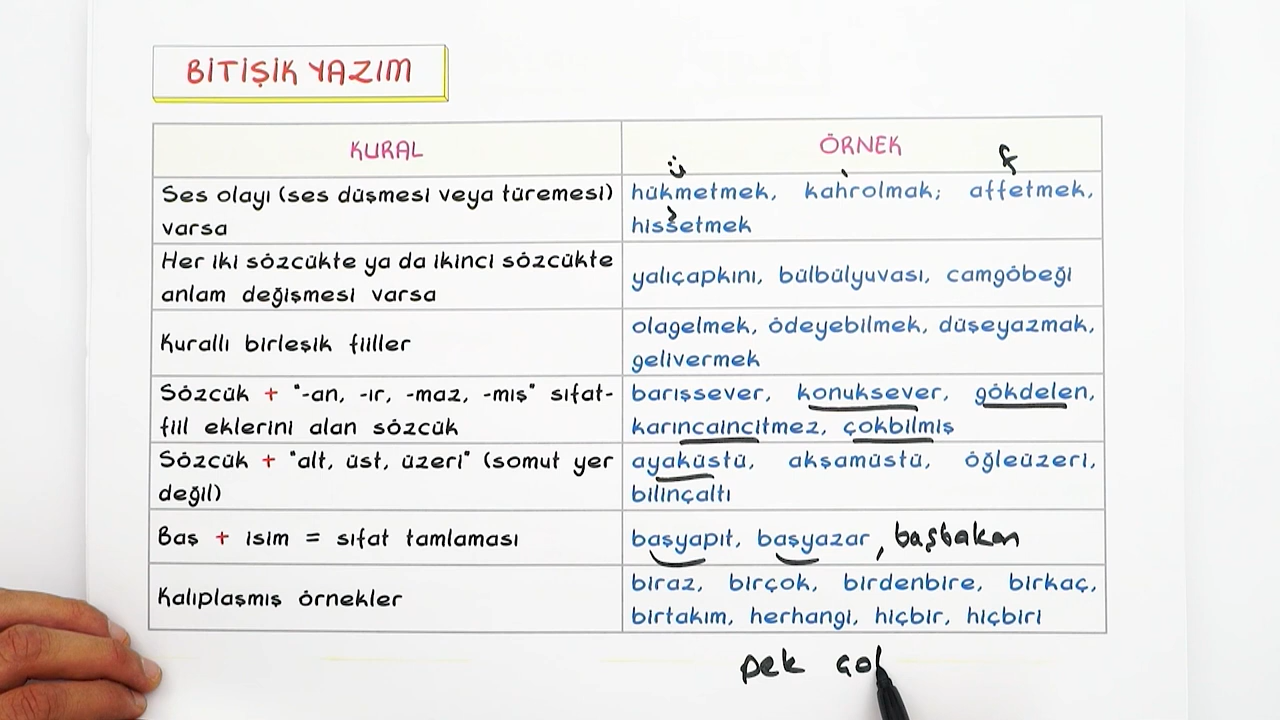 BİTİŞİK YAZIM
KURAL
ÖRNEK
Ses olayı (ses düşmesi veya türemesi)
varsa
ü
ı
f
hükmetmek, kahrolmak; affetmek,
hissetmek
s
Her iki sözcükte ya da ikinci sözcükte
anlam değişmesi varsa
yalıçapkını, bülbülyuvası, camgöbeği
Kurallı birleşik fiiller
olagelmek, ödeyebilmek, düşeyazmak,
gelivermek
Sözcük + "-an, -ır, -maz, -mış" sıfat-
fiil eklerini alan sözcük
barışsever, konuksever, gökdelen,
karıncaincitmez, çokbilmiş
Sözcük + "alt, üst, üzeri" (somut yer
değil)
ayaküstü, akşamüstü, öğleüzeri,
bilinçaltı
Baş + isim = sıfat tamlaması
başyapıt, başyazar, başbakan
Kalıplaşmış örnekler
biraz, birçok, birdenbire, birkaç,
birtakım, herhangi, hiçbir, hiçbiri
pek